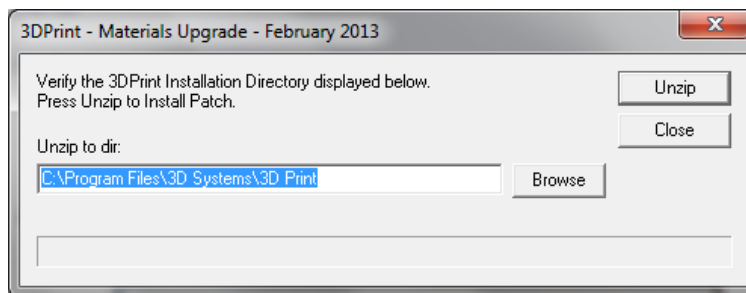 3DPrint - Materials Upgrade - February 2013
Verify the 3DPrint Installation Directory displayed below.
Press Unzip to Install Patch.
Unzip
Close
Unzip to dir:
C:\Program Files\3D Systems\3D Print
Browse